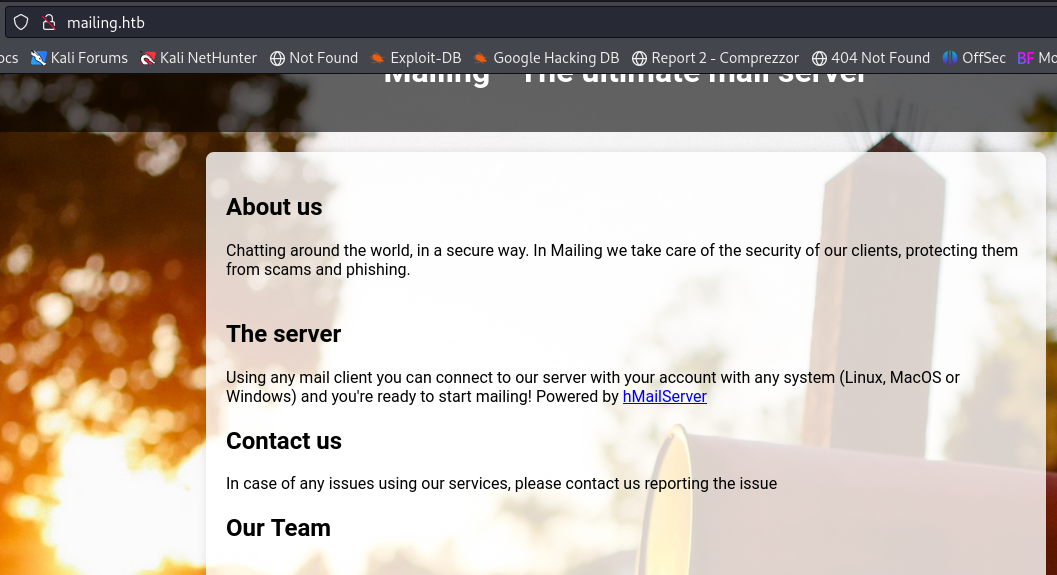 mailing.htb
ocs Kali Forums Kali NetHunter Not Found Exploit-DB Google Hacking DB Report 2 - Comprezzor 404 Not Found OffSec BF Mo
Mailing - The ultimate mail server
About us
Chatting around the world, in a secure way. In Mailing we take care of the security of our clients, protecting them
from scams and phishing.
The server
Using any mail client you can connect to our server with your account with any system (Linux, MacOS or
Windows) and you're ready to start mailing! Powered by hMailServer
Contact us
In case of any issues using our services, please contact us reporting the issue
Our Team